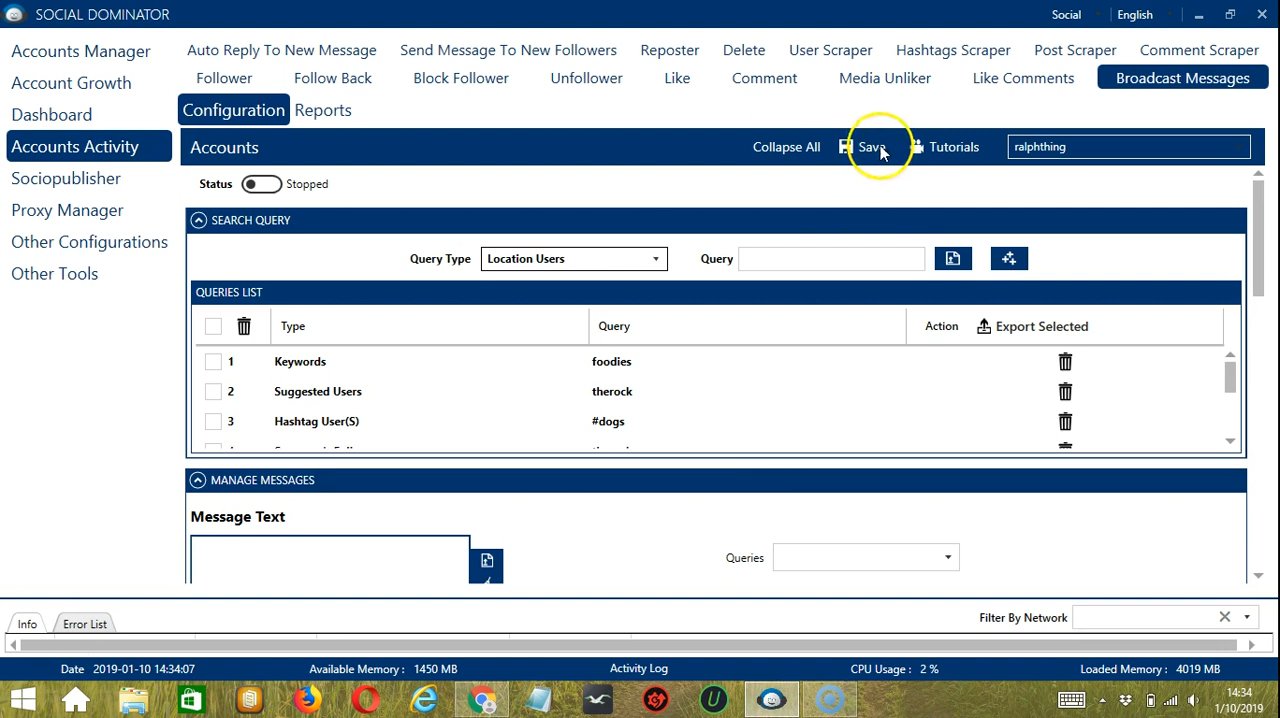 SOCIAL DOMINATOR
Social
English
Accounts Manager
Account Growth
Dashboard
Accounts Activity
Sociopublisher
Proxy Manager
Other Configurations
Other Tools
Auto Reply To New Message
Send Message To New Followers
Reposter
Delete
User Scraper
Hashtags Scraper
Post Scraper
Comment Scraper
Follower
Follow Back
Block Follower
Unfollower
Like
Comment
Media Unliker
Like Comments
Broadcast Messages
Configuration
Reports
Accounts
Collapse All
Save
Tutorials
ralphthing
Status
Stopped
SEARCH QUERY
Query Type
Location Users
Query
QUERIES LIST
Type
Query
Action
Export Selected
1
Keywords
foodies
2
Suggested Users
therock
3
Hashtag User(S)
#dogs
MANAGE MESSAGES
Message Text
Queries
Info
Error List
Filter By Network
Date 2019-01-10 14:34:07
Available Memory : 1450 MB
Activity Log
CPU Usage : 2 %
Loaded Memory : 4019 MB
14:34
1/10/2019